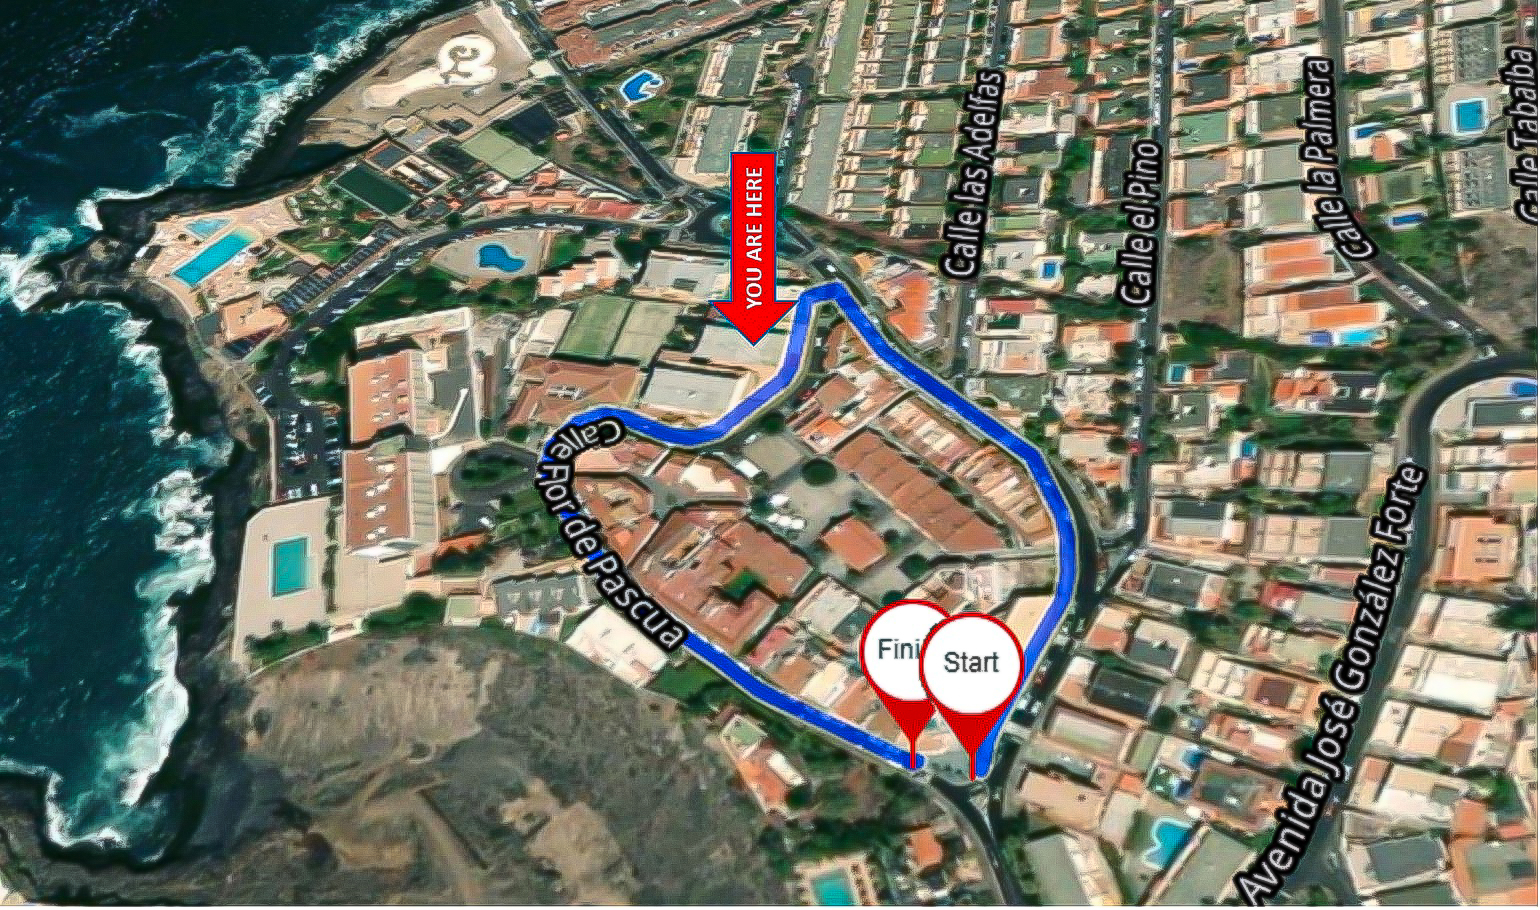 YOU ARE HERE
Calle las Adelfas
Calle el Pino
Calle la Palmera
Calle Tabaiba
Calle Flor de Pascua
Avenida José González Forte
Fini
Start